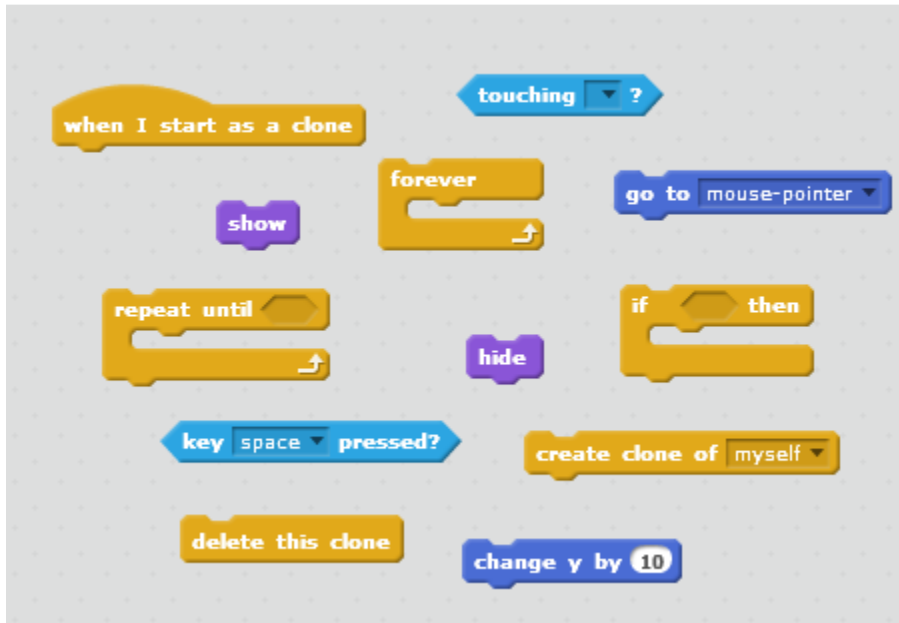 touching ?
when I start as a clone
forever
go to mouse-pointer
show
repeat until
if then
hide
key space pressed?
create clone of myself
delete this clone
change y by 10